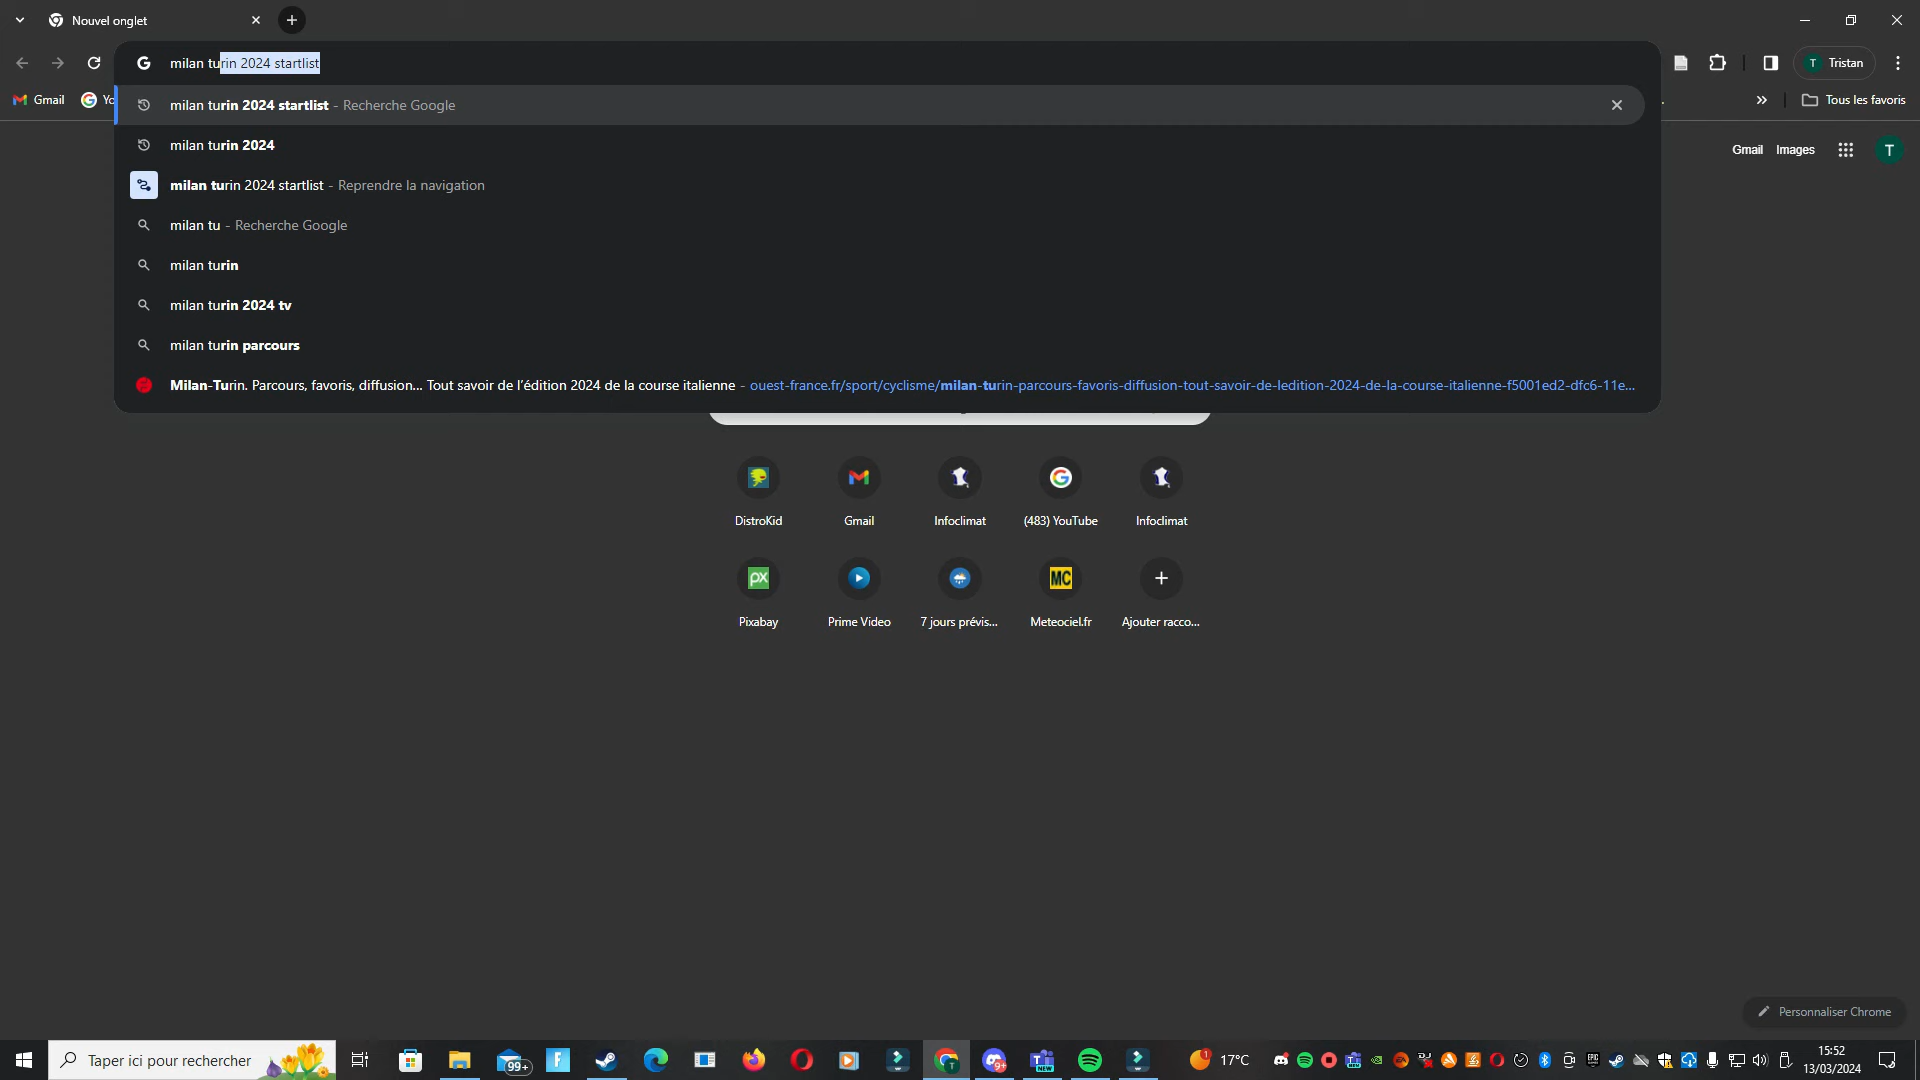 Nouvel onglet
milan turin 2024 startlist
Tristan
Gmail
Yo
Tous les favoris
milan turin 2024 startlist - Recherche Google
milan turin 2024
milan turin 2024 startlist - Reprendre la navigation
milan tu - Recherche Google
milan turin
milan turin 2024 tv
milan turin parcours
Milan-Turin. Parcours, favoris, diffusion... Tout savoir de l'édition 2024 de la course italienne - ouest-france.fr/sport/cyclisme/milan-turin-parcours-favoris-diffusion-tout-savoir-de-ledition-2024-de-la-course-italienne-f5001ed2-dfc6-11e...
Gmail Images
T
DistroKid Gmail Infoclimat (483) YouTube Infoclimat
px MC
Pixabay Prime Video 7 jours prévis... Meteociel.fr Ajouter racco...
Personnaliser Chrome
Taper ici pour rechercher
99+
17°C
15:52
13/03/2024